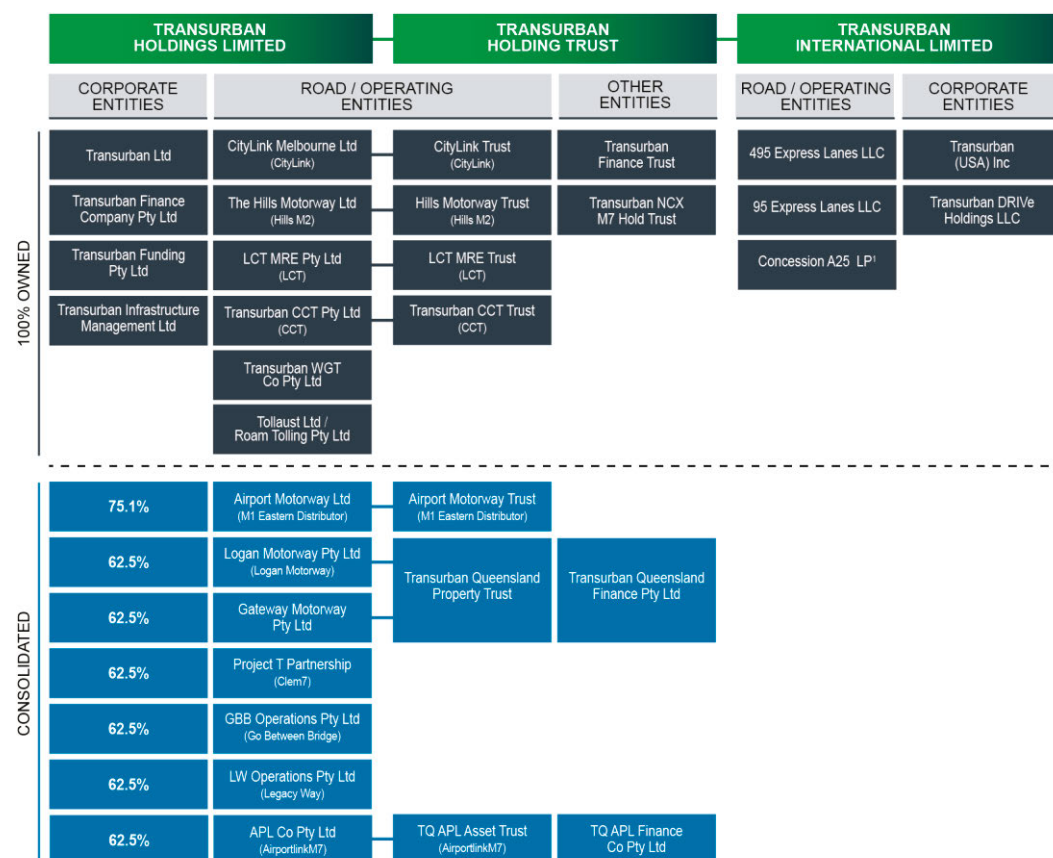 TRANSURBAN
HOLDINGS LIMITED
TRANSURBAN
HOLDING TRUST
TRANSURBAN
INTERNATIONAL LIMITED
CORPORATE
ENTITIES
ROAD / OPERATING
ENTITIES
OTHER
ENTITIES
ROAD / OPERATING
ENTITIES
CORPORATE
ENTITIES
100% OWNED
Transurban Ltd
CityLink Melbourne Ltd
(CityLink)
CityLink Trust
(CityLink)
Transurban
Finance Trust
495 Express Lanes LLC
Transurban
(USA) Inc
Transurban Finance
Company Pty Ltd
The Hills Motorway Ltd
(Hills M2)
Hills Motorway Trust
(Hills M2)
Transurban NCX
M7 Hold Trust
95 Express Lanes LLC
Transurban DRIVe
Holdings LLC
Transurban Funding
Pty Ltd
LCT MRE Pty Ltd
(LCT)
LCT MRE Trust
(LCT)
Concession A25 LP¹
Transurban Infrastructure
Management Ltd
Transurban CCT Pty Ltd
(CCT)
Transurban CCT Trust
(CCT)
Transurban WGT
Co Pty Ltd
Tollaust Ltd /
Roam Tolling Pty Ltd
CONSOLIDATED
75.1%
Airport Motorway Ltd
(M1 Eastern Distributor)
Airport Motorway Trust
(M1 Eastern Distributor)
62.5%
Logan Motorway Pty Ltd
(Logan Motorway)
Transurban Queensland
Property Trust
Transurban Queensland
Finance Pty Ltd
62.5%
Gateway Motorway
Pty Ltd
62.5%
Project T Partnership
(Clem7)
62.5%
GBB Operations Pty Ltd
(Go Between Bridge)
62.5%
LW Operations Pty Ltd
(Legacy Way)
62.5%
APL Co Pty Ltd
(AirportlinkM7)
TQ APL Asset Trust
(AirportlinkM7)
TQ APL Finance
Co Pty Ltd